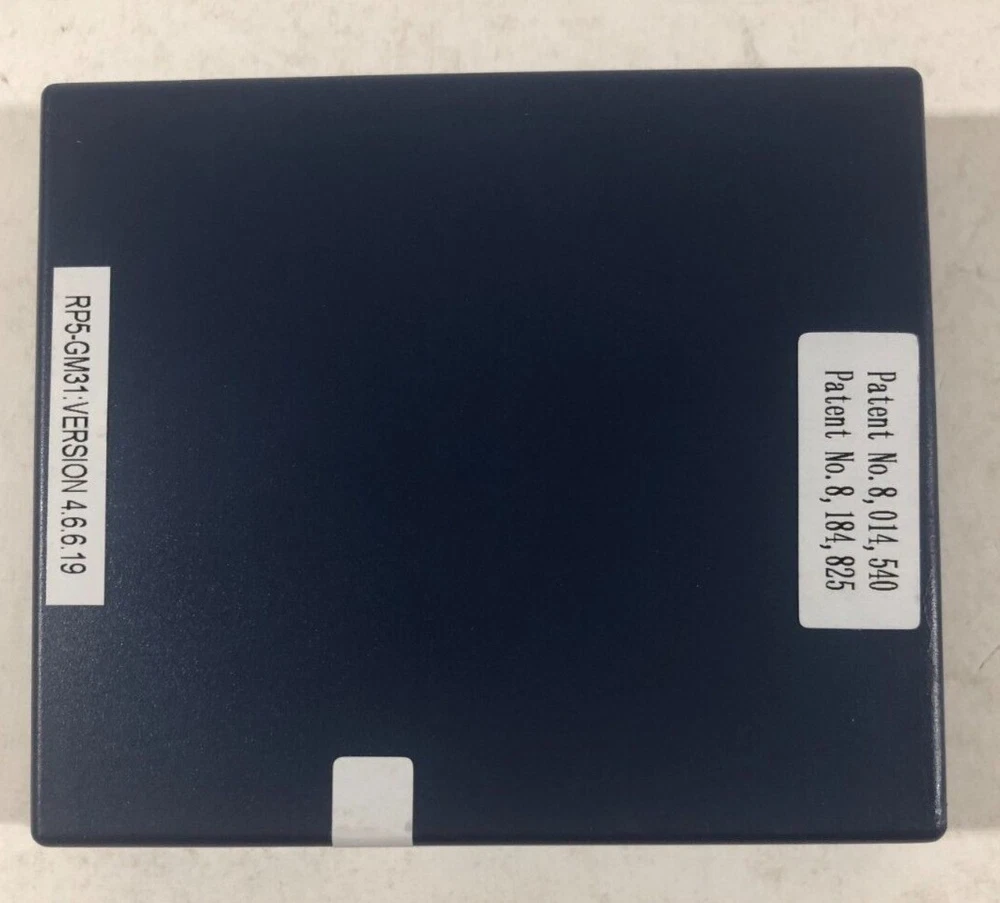 RP5-GM31:VERSION 4.6.6.19
Patent No. 8,014,540
Patent No. 8,184,825